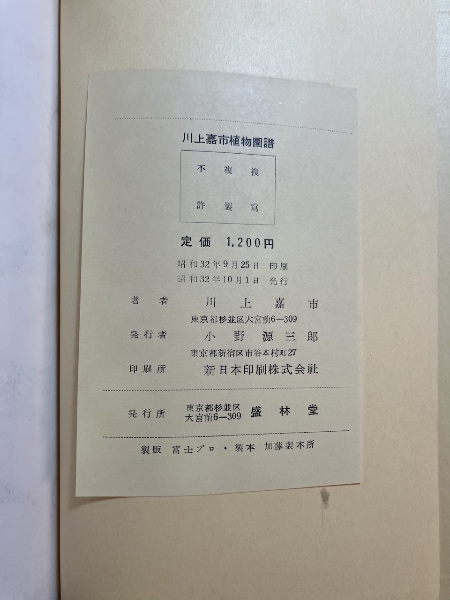 川上嘉市植物圖譜
不 複 複
許 製 寫
定価 1,200円
昭和32年9月25日 印刷
昭和32年10月1日 発行
著者 川上嘉市
東京都杉並区大宮前6—309
発行者 小野源三郎
東京都新宿区市谷本村町27
印刷所 新日本印刷株式会社
発行所 東京都杉並区 盛林堂
大宮前6—309
製版 富士プロ・製本 加藤製本所